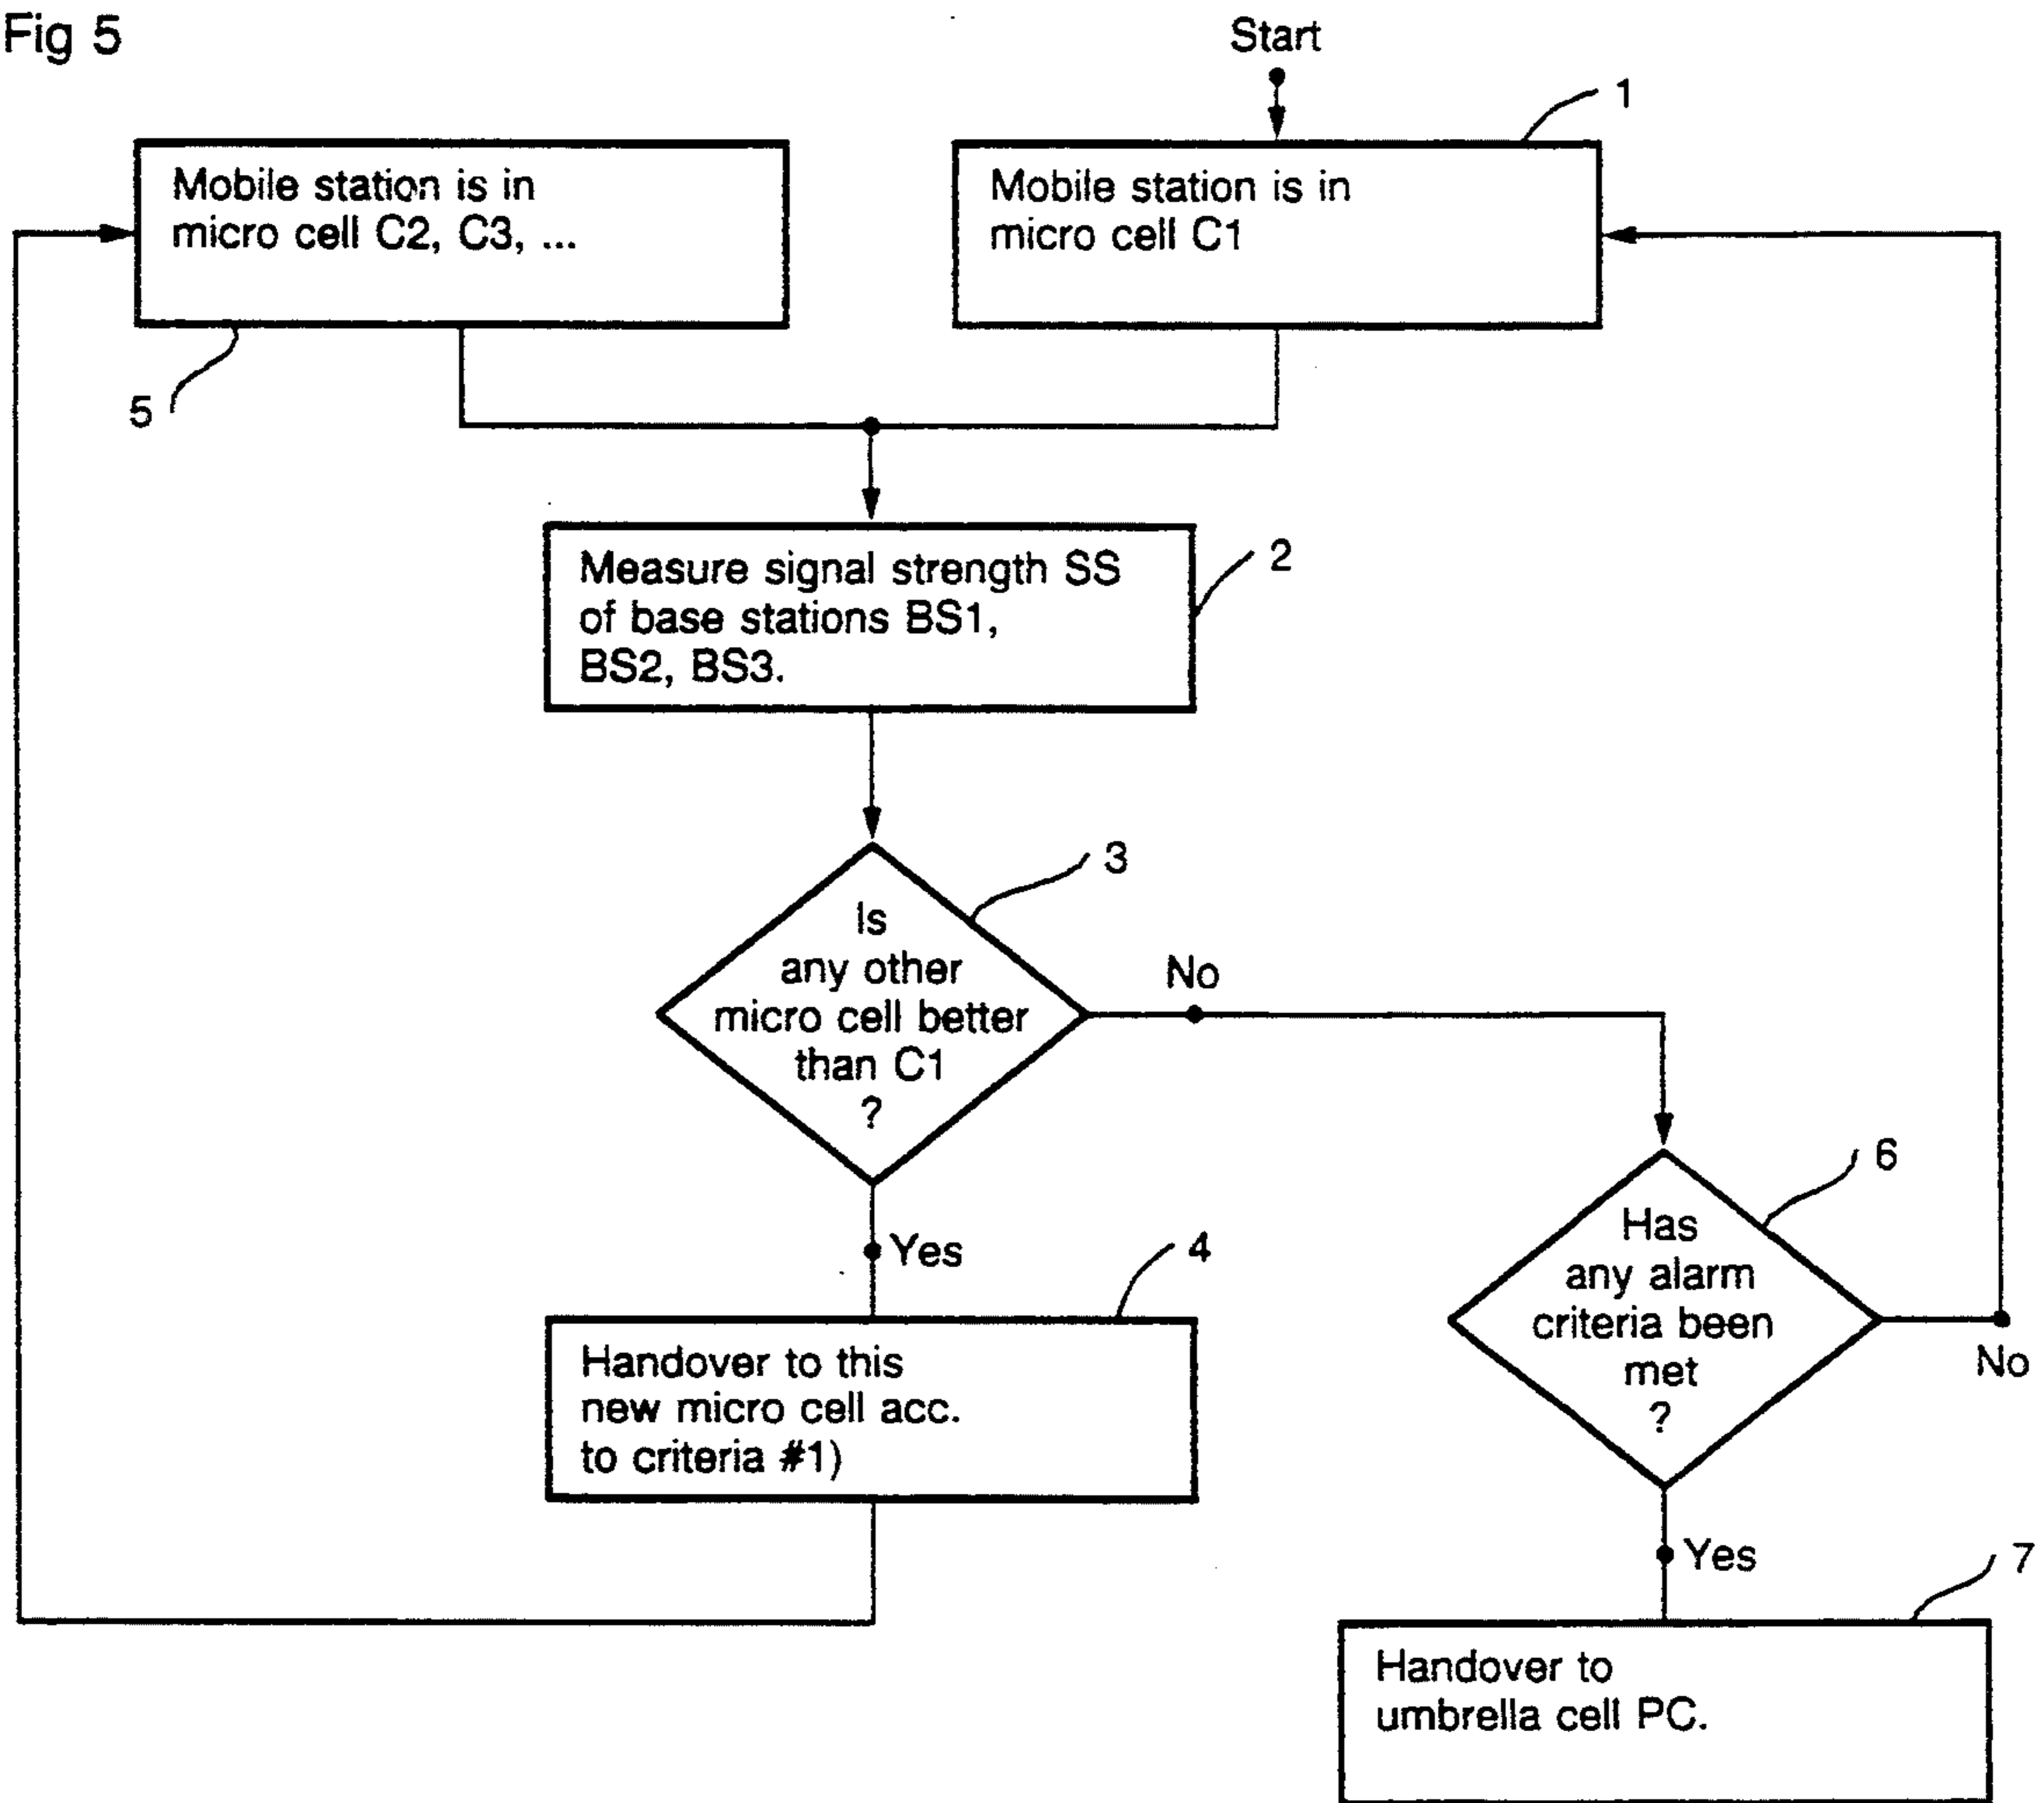 Fig 5
Start
1
Mobile station is in
micro cell C2, C3, ...
Mobile station is in
micro cell C1
5
Measure signal strength SS
of base stations BS1,
BS2, BS3.
2
3
Is
any other
micro cell better
than C1
?
No
Yes
4
Handover to this
new micro cell acc.
to criteria #1)
6
Has
any alarm
criteria been
met
?
No
Yes
7
Handover to
umbrella cell PC.